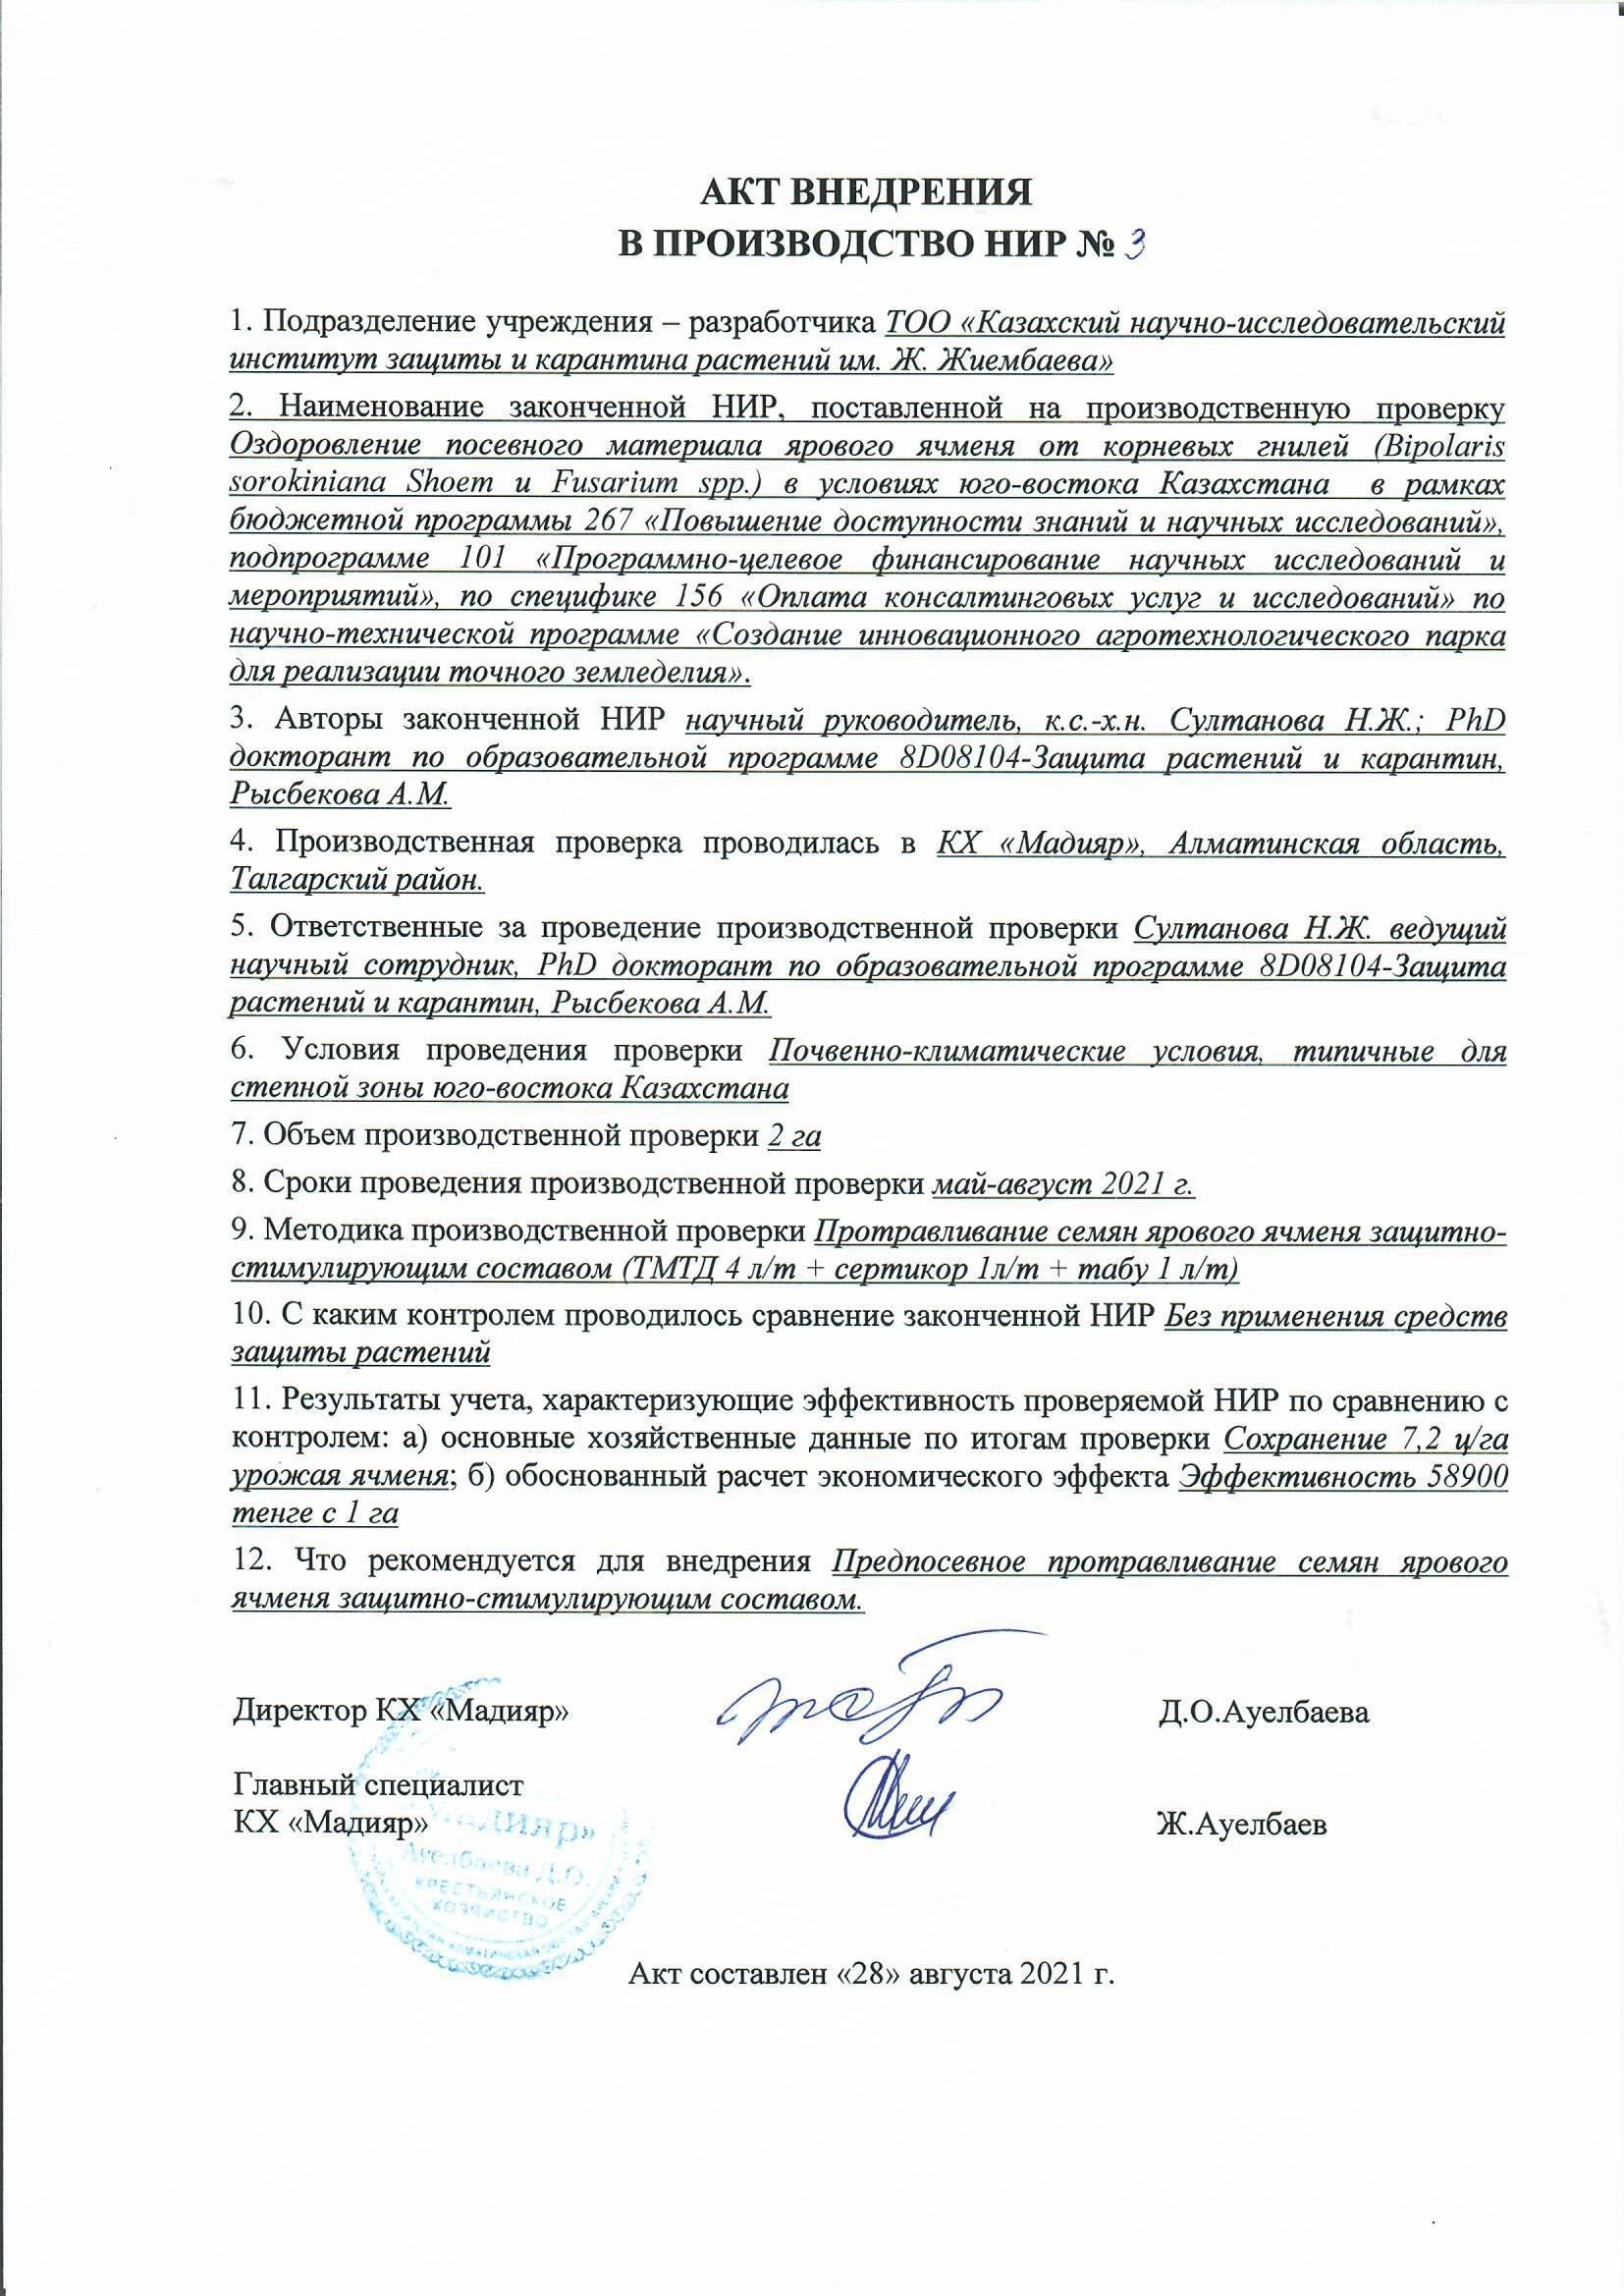 АКТ ВНЕДРЕНИЯ
В ПРОИЗВОДСТВО НИР № 3
1. Подразделение учреждения – разработчика ТОО «Казахский научно-исследовательский
институт защиты и карантина растений им. Ж. Жиембаева»
2. Наименование законченной НИР, поставленной на производственную проверку
Оздоровление посевного материала ярового ячменя от корневых гнилей (Bipolaris
sorokiniana Shoem и Fusarium spp.) в условиях юго-востока Казахстана в рамках
бюджетной программы 267 «Повышение доступности знаний и научных исследований»,
подпрограмме 101 «Программно-целевое финансирование научных исследований и
мероприятий», по специфике 156 «Оплата консалтинговых услуг и исследований» по
научно-технической программе «Создание инновационного агротехнологического парка
для реализации точного земледелия».
3. Авторы законченной НИР научный руководитель, к.с.-х.н. Султанова Н.Ж.; PhD
докторант по образовательной программе 8D08104-Защита растений и карантин,
Рысбекова А.М.
4. Производственная проверка проводилась в КХ «Мадияр», Алматинская область,
Талгарский район.
5. Ответственные за проведение производственной проверки Султанова Н.Ж. ведущий
научный сотрудник, PhD докторант по образовательной программе 8D08104-Защита
растений и карантин, Рысбекова А.М.
6. Условия проведения проверки Почвенно-климатические условия, типичные для
степной зоны юго-востока Казахстана
7. Объем производственной проверки 2 га
8. Сроки проведения производственной проверки май-август 2021 г.
9. Методика производственной проверки Протравливание семян ярового ячменя защитно-
стимулирующим составом (ТМТД 4 л/т + сертикор 1л/т + табу 1 л/т)
10. С каким контролем проводилось сравнение законченной НИР Без применения средств
защиты растений
11. Результаты учета, характеризующие эффективность проверяемой НИР по сравнению с
контролем: а) основные хозяйственные данные по итогам проверки Сохранение 7,2 ц/га
урожая ячменя; б) обоснованный расчет экономического эффекта Эффективность 58900
тенге с 1 га
12. Что рекомендуется для внедрения Предпосевное протравливание семян ярового
ячменя защитно-стимулирующим составом.
Директор КХ «Мадияр» Д.О.Ауелбаева
Главный специалист
КХ «Мадияр» Ж.Ауелбаев
Ауелбаева Д.О.
КРЕСТЬЯНСКОЕ
ХОЗЯЙСТВО
Акт составлен «28» августа 2021 г.